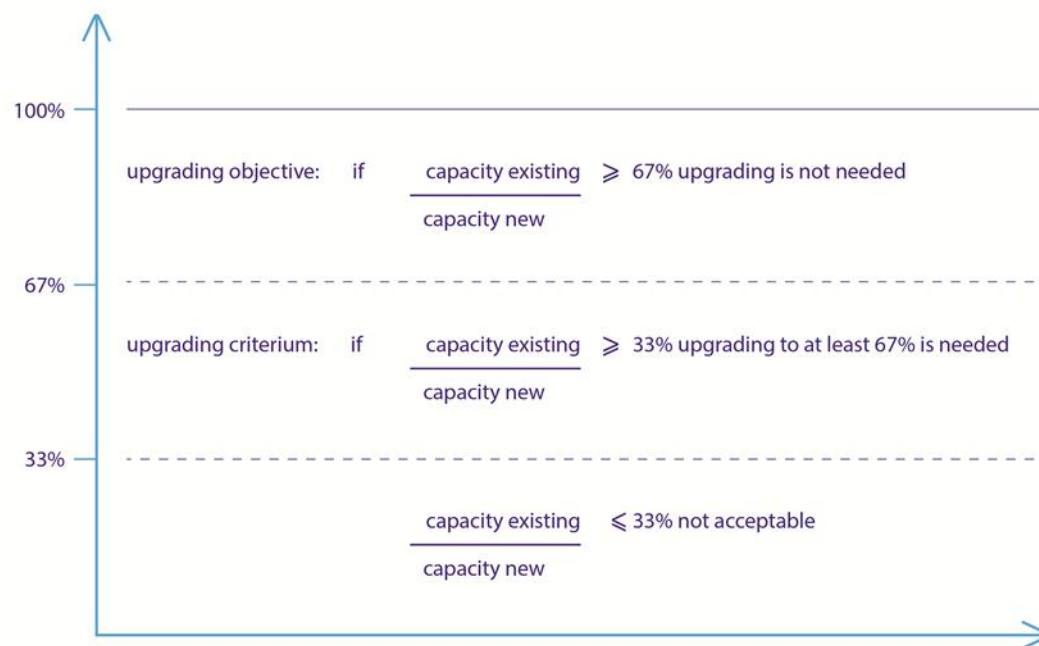 100%
upgrading objective: if capacity existing ⩾ 67% upgrading is not needed
capacity new
67%
upgrading criterium: if capacity existing ⩾ 33% upgrading to at least 67% is needed
capacity new
33%
capacity existing ⩽ 33% not acceptable
capacity new